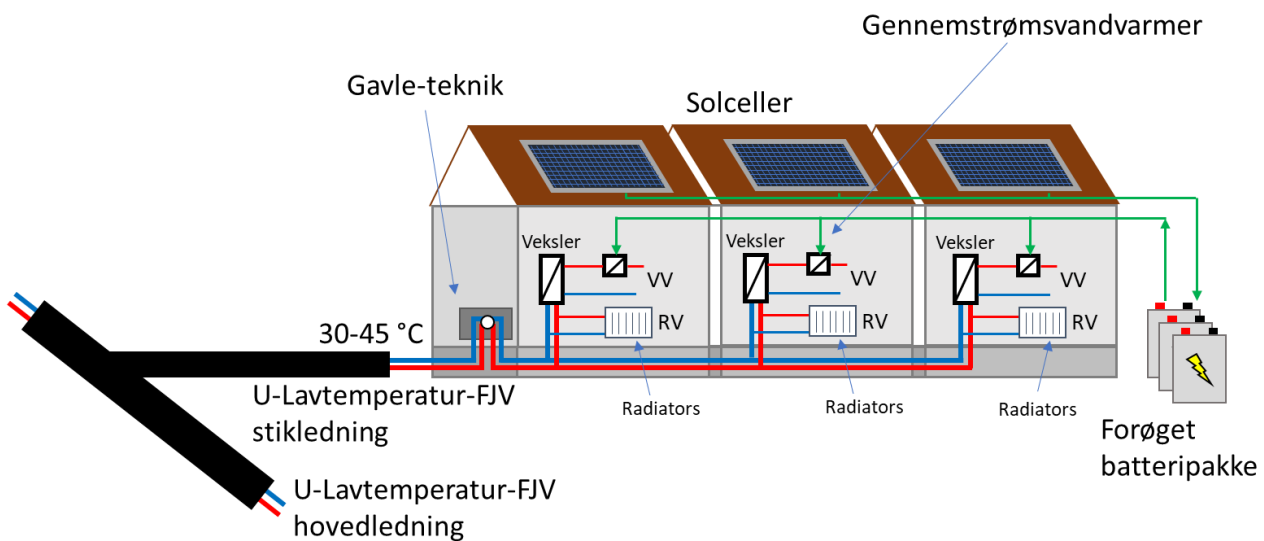 Gennemstrømsvandvarmer
Gavle-teknik
Solceller
Veksler
VV
RV
Veksler
VV
RV
Veksler
VV
RV
30-45 °C
U-Lavtemperatur-FJV
stikledning
Radiators
Radiators
Radiators
Forøget
batteripakke
U-Lavtemperatur-FJV
hovedledning